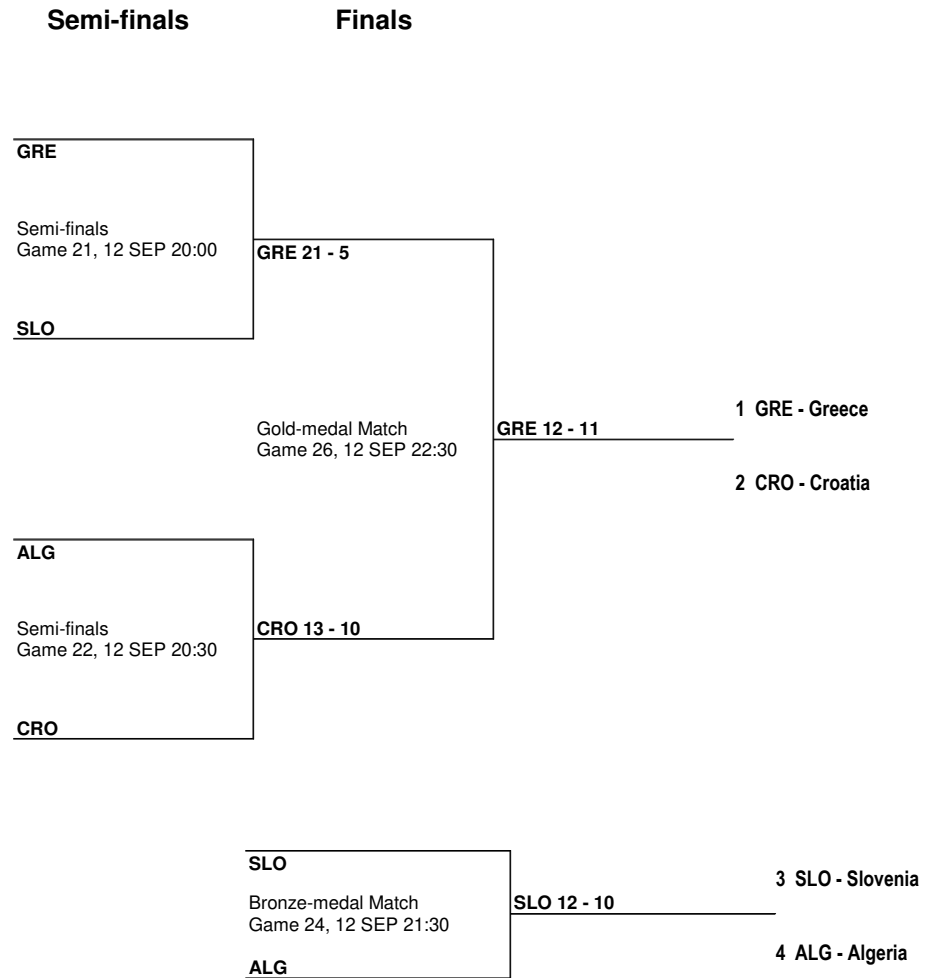 Semi-finals Finals
GRE
Semi-finals
Game 21, 12 SEP 20:00
GRE 21 - 5
SLO
1 GRE - Greece
Gold-medal Match
Game 26, 12 SEP 22:30
GRE 12 - 11
2 CRO - Croatia
ALG
Semi-finals
Game 22, 12 SEP 20:30
CRO 13 - 10
CRO
SLO
3 SLO - Slovenia
Bronze-medal Match
Game 24, 12 SEP 21:30
SLO 12 - 10
4 ALG - Algeria
ALG